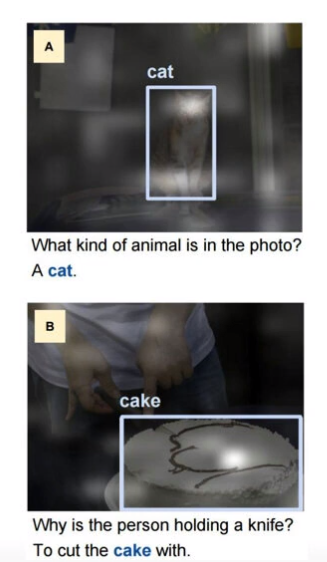 A
cat
What kind of animal is in the photo?
A cat.
B
cake
Why is the person holding a knife?
To cut the cake with.